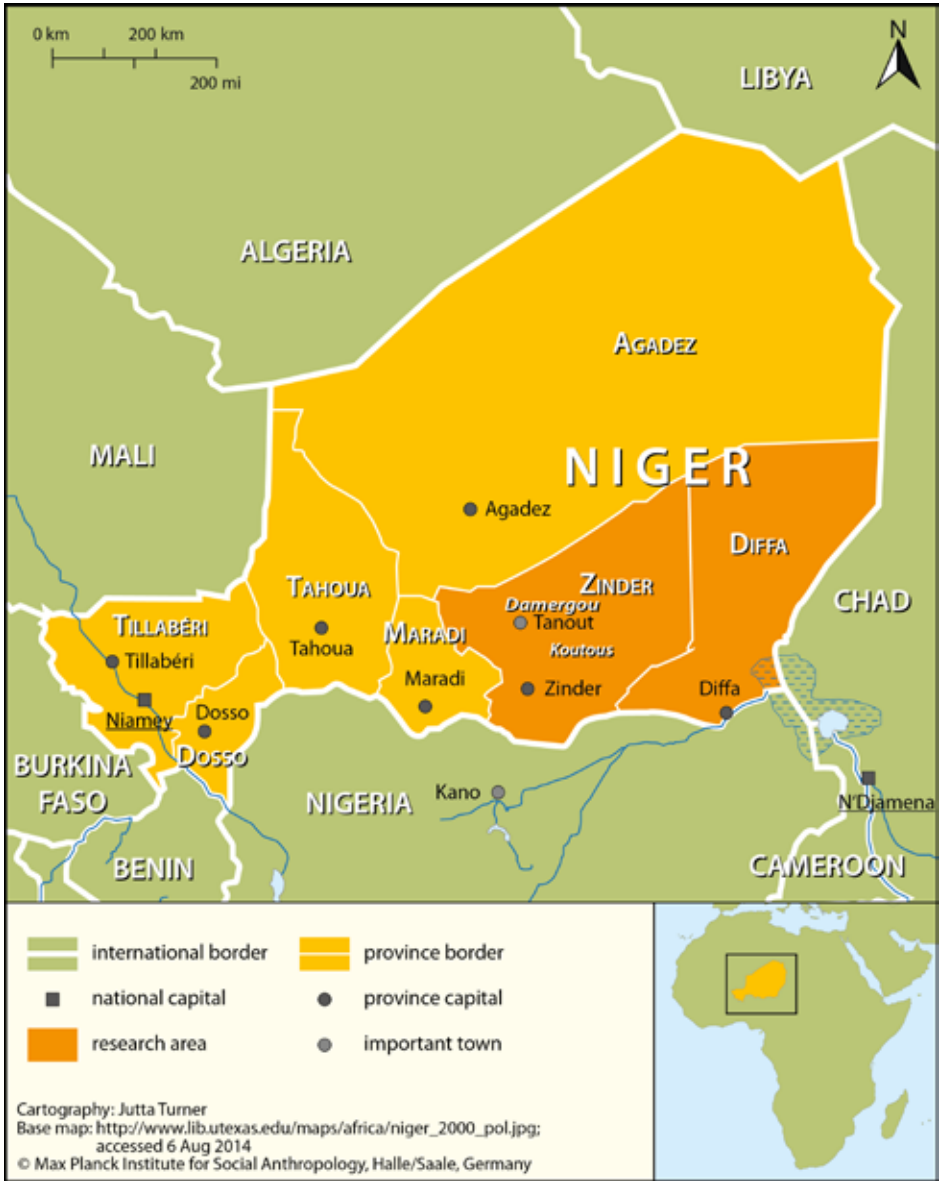 0 km 200 km
200 mi
N
LIBYA
ALGERIA
AGADEZ
MALI
NIGER
Agadez
DIFFA
TAHOUA
ZINDER
Damergou
CHAD
TILLABÉRI
MARADI
Tanout
Tahoua
Koutous
Tillabéri
Maradi
Zinder
Diffa
Niamey
Dosso
DOSSO
BURKINA
FASO
NIGERIA
Kano
N'Djamena
BENIN
CAMEROON
international border
province border
national capital
province capital
research area
important town
Cartography: Jutta Turner
Base map: http://www.lib.utexas.edu/maps/africa/niger_2000_pol.jpg;
accessed 6 Aug 2014
© Max Planck Institute for Social Anthropology, Halle/Saale, Germany